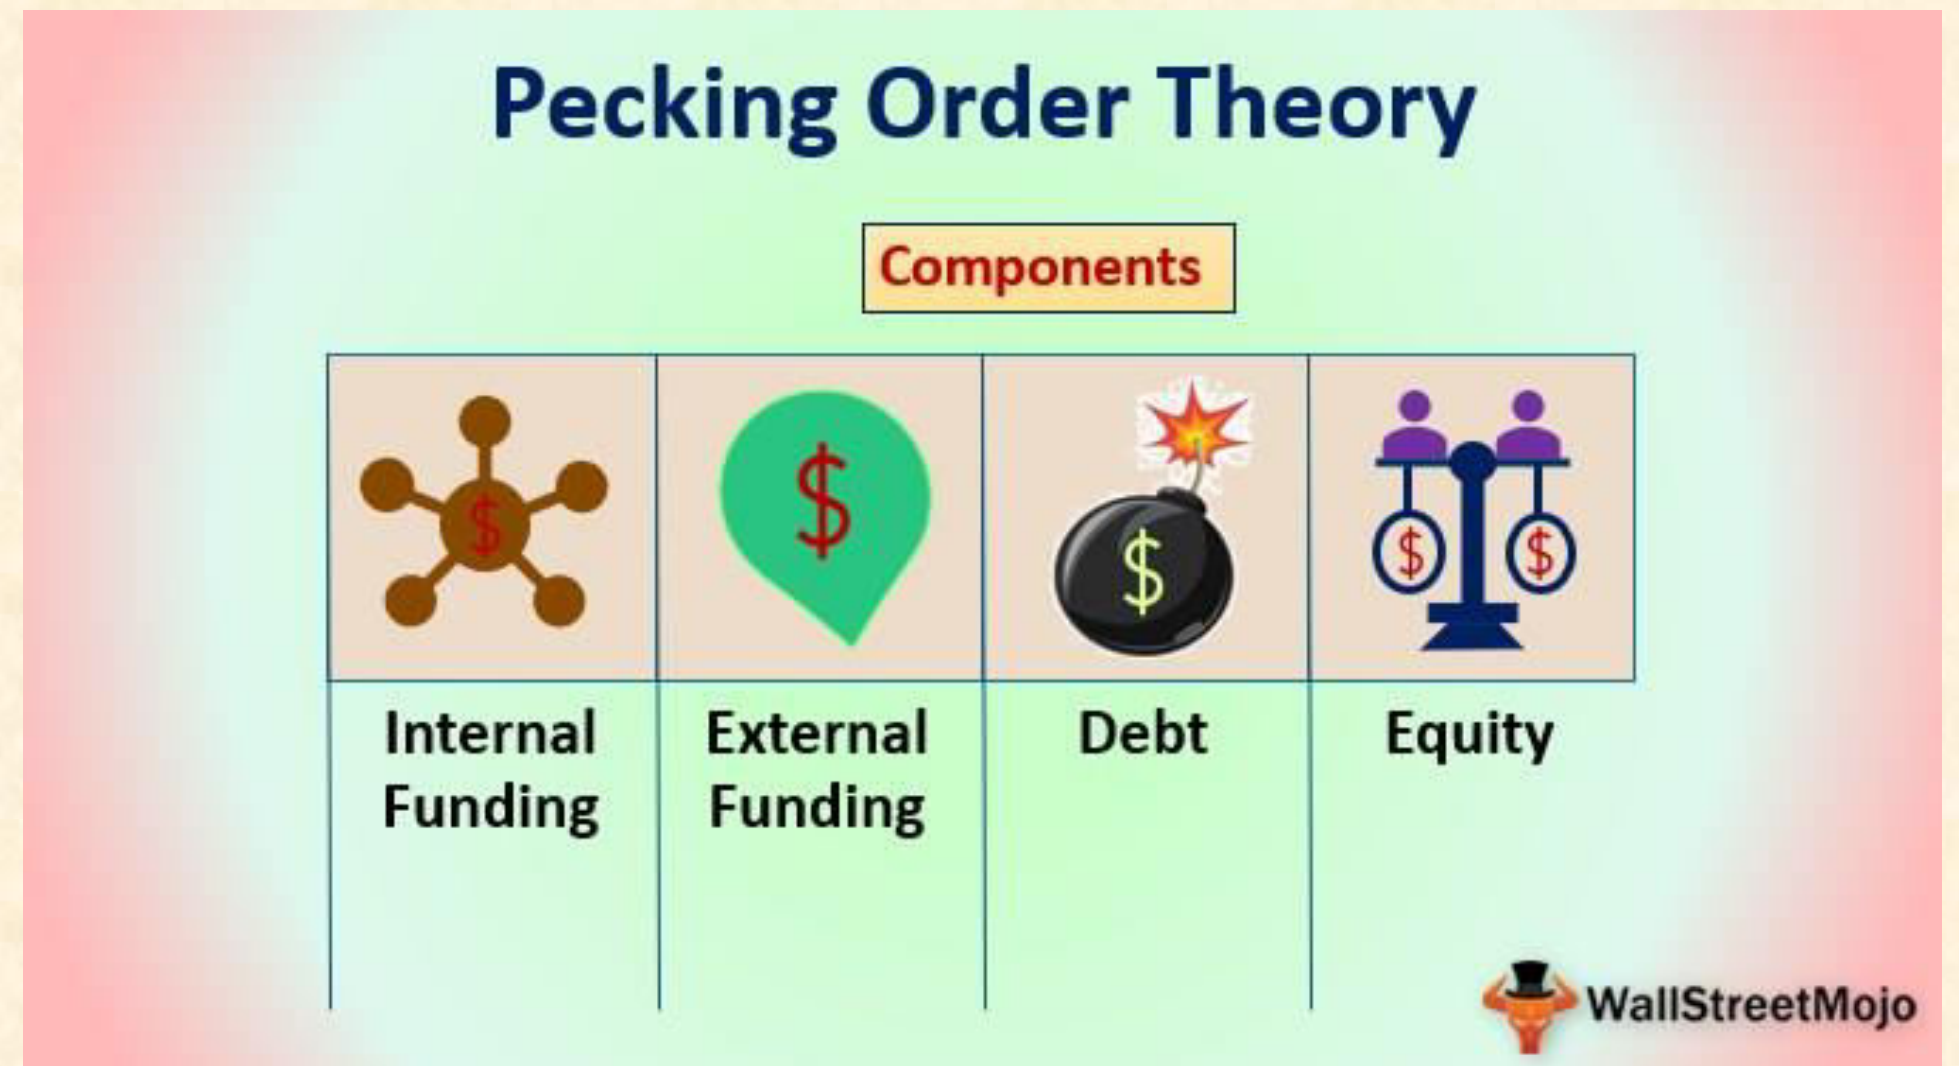 Pecking Order Theory
Components
$
$
$
$
$
Internal
Funding
External
Funding
Debt
Equity
WallStreetMojo